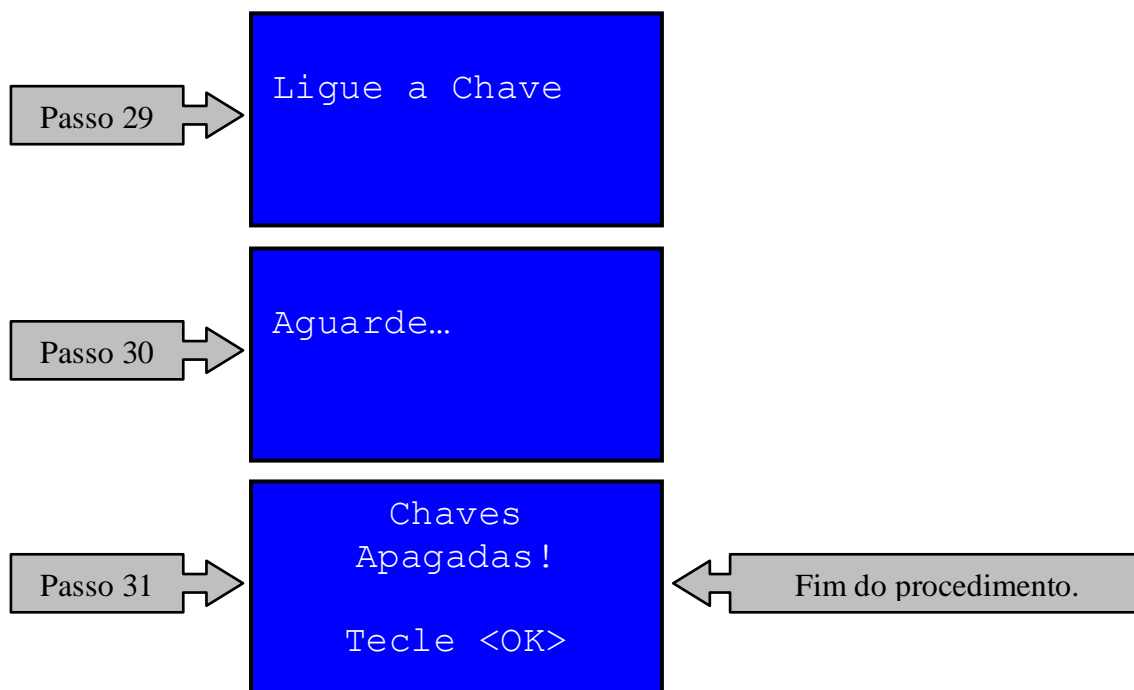 Passo 29
Ligue a Chave
Passo 30
Aguarde…
Passo 31
Chaves
Apagadas!
Tecle <OK>
Fim do procedimento.